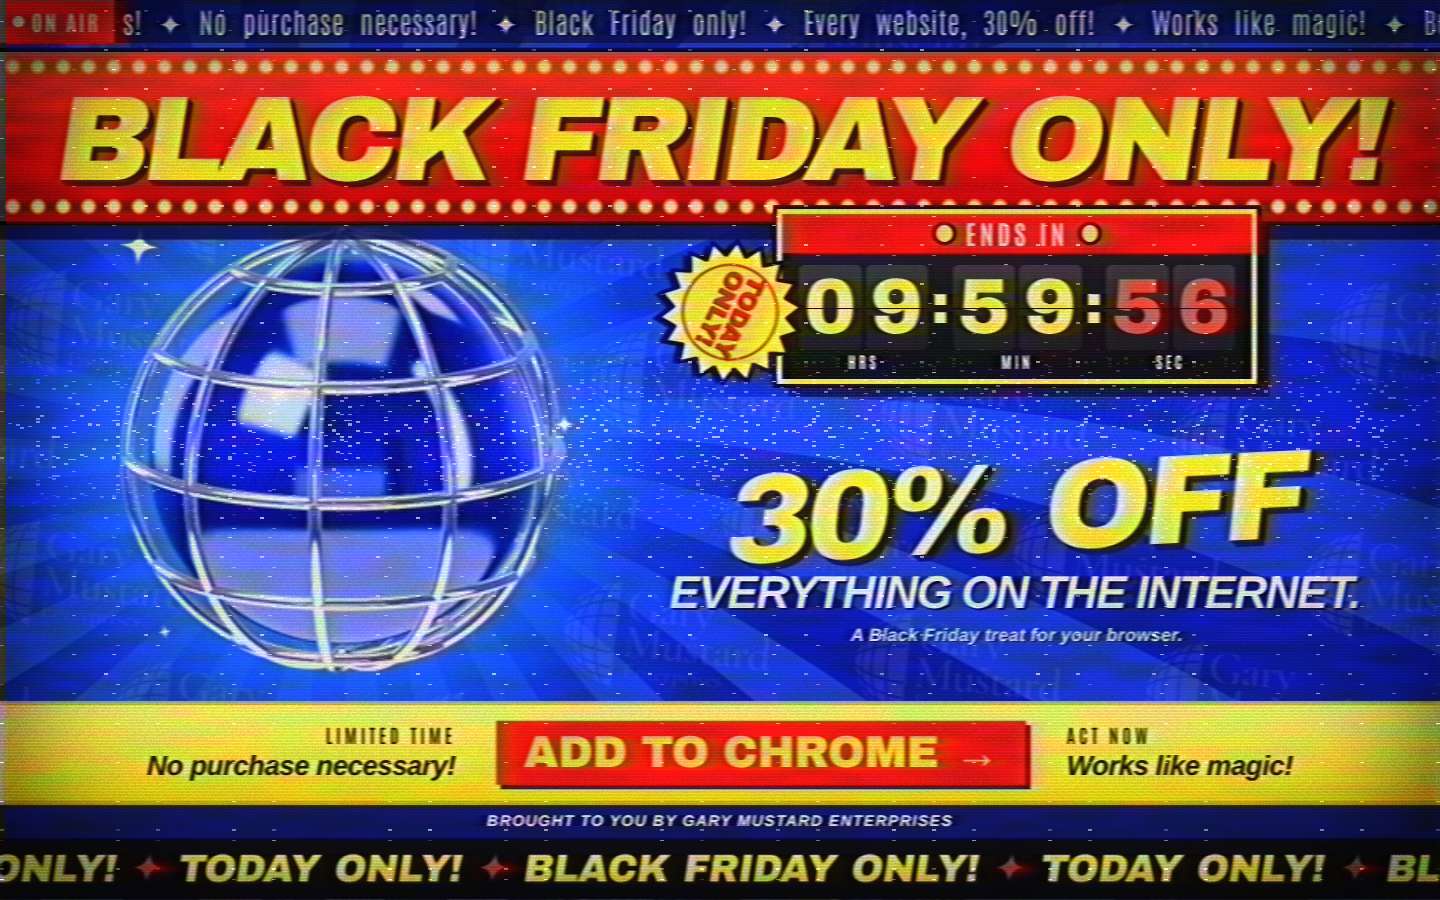 ON AIR s! ✦ No purchase necessary! ✦ Black Friday only! ✦ Every website, 30% off! ✦ Works like magic! ✦
BLACK FRIDAY ONLY!
ENDS IN
TODAY ONLY!
09:59:56
HRS MIN SEC
30% OFF
EVERYTHING ON THE INTERNET.
A Black Friday treat for your browser.
LIMITED TIME
No purchase necessary!
ADD TO CHROME →
ACT NOW
Works like magic!
BROUGHT TO YOU BY GARY MUSTARD ENTERPRISES
ONLY! ✦ TODAY ONLY! ✦ BLACK FRIDAY ONLY! ✦ TODAY ONLY! ✦ BL
Gary
Mustard